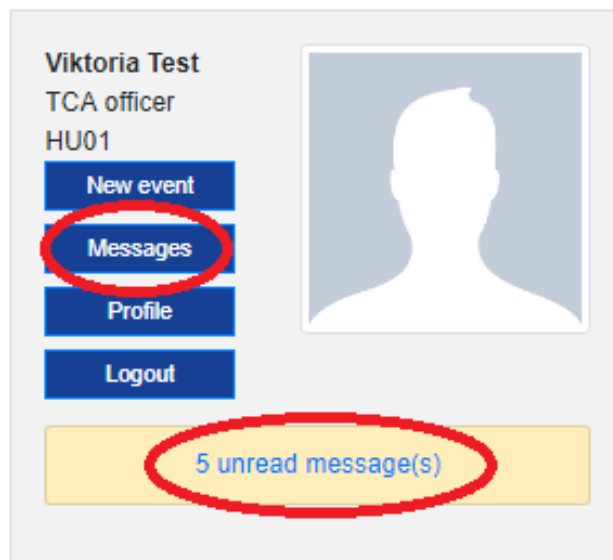 Viktoria Test
TCA officer
HU01
New event
Messages
Profile
Logout
5 unread message(s)